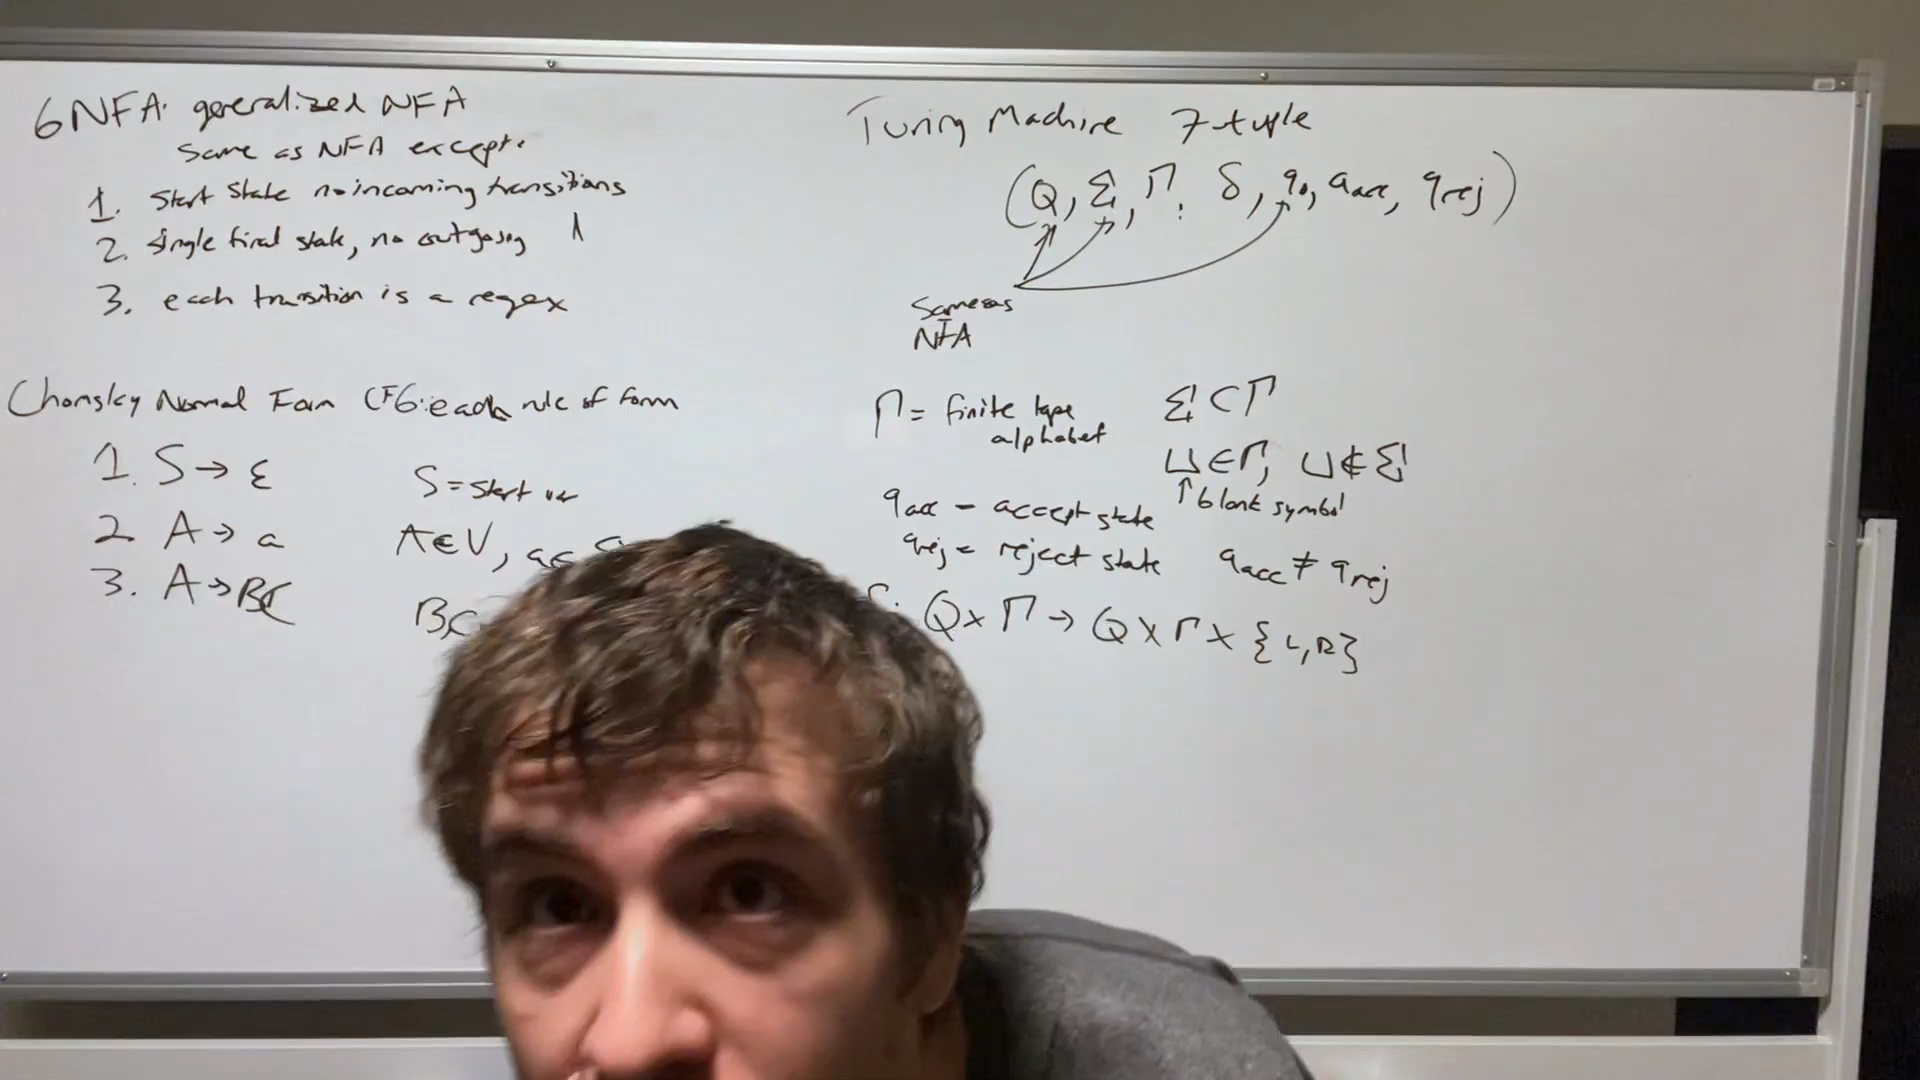 GNFA: generalized NFA
Same as NFA except:
1. Start state no incoming transitions
2. single final state, no outgoing
3. each transition is a regex
Chomsky Normal Form CFG: each rule of form
1. S → ε
S = start var
2. A → a
A ∈ V, a ∈
3. A → BC
B, C
Turing Machine 7-tuple
(Q, Σ, Γ, δ, q₀, qacc, qrej)
Same as
NFA
Γ = finite tape
alphabet
Σ ⊂ Γ
⊔ ∈ Γ, ⊔ ∉ Σ
↑ blank symbol
qacc – accept state
qrej = reject state
qacc ≠ qrej
: Q × Γ → Q × Γ × {L, R}